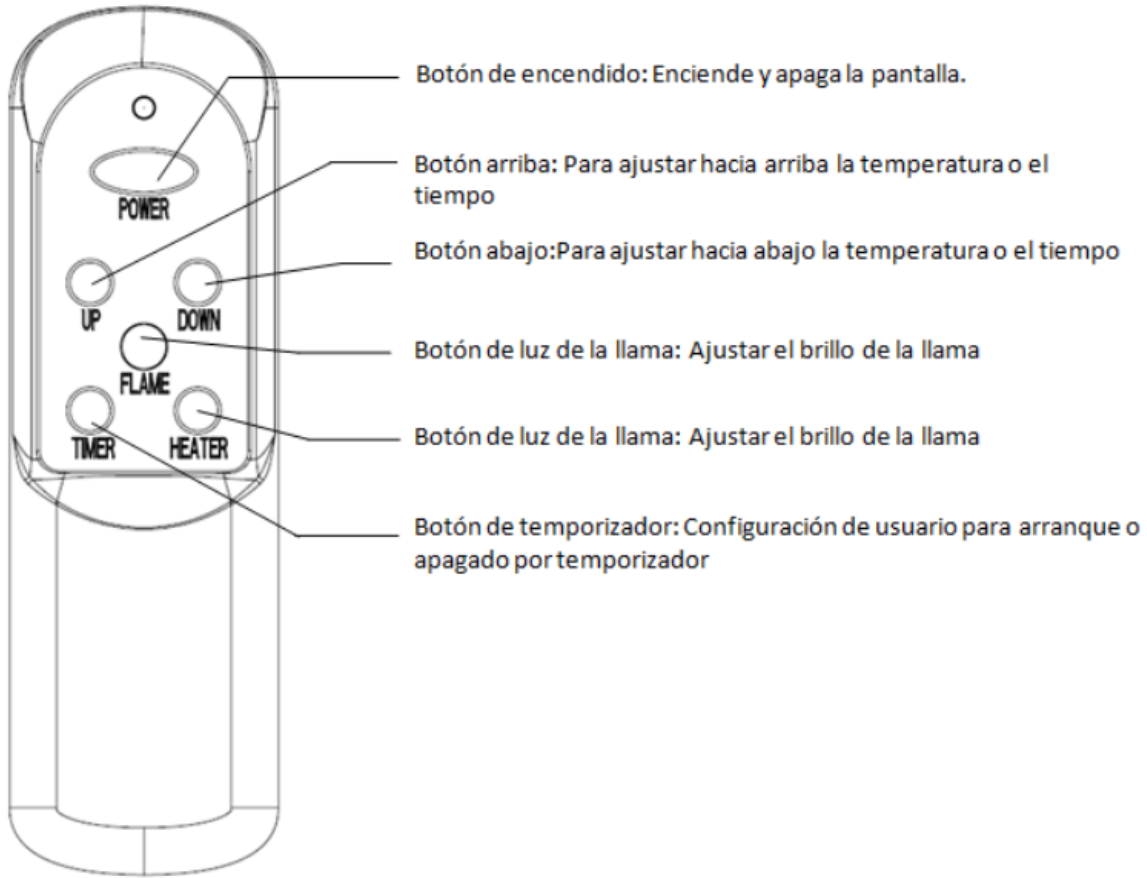 Botón de encendido: Enciende y apaga la pantalla.
Botón arriba: Para ajustar hacia arriba la temperatura o el
tiempo
POWER
Botón abajo:Para ajustar hacia abajo la temperatura o el tiempo
UP
DOWN
Botón de luz de la llama: Ajustar el brillo de la llama
FLAME
Botón de luz de la llama: Ajustar el brillo de la llama
TIMER
HEATER
Botón de temporizador: Configuración de usuario para arranque o
apagado por temporizador